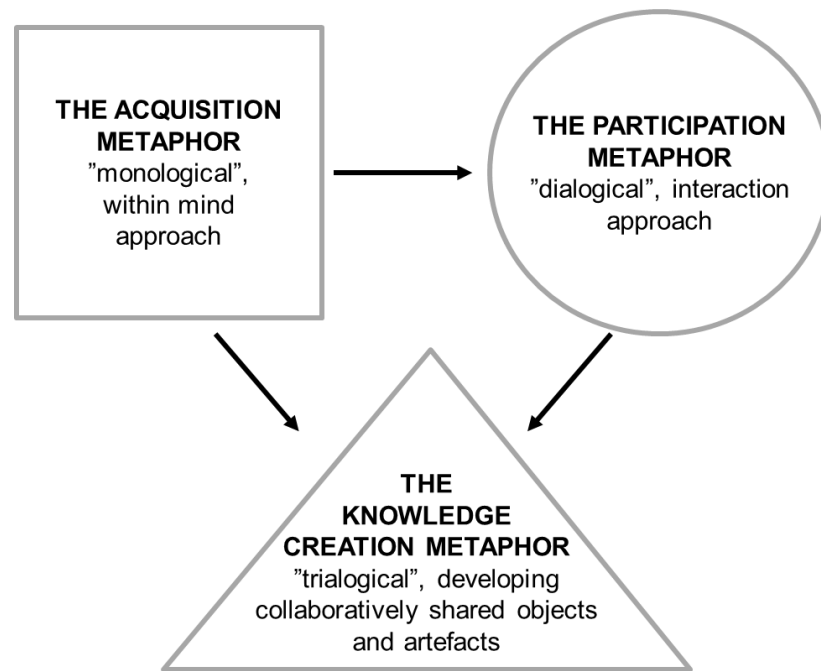 THE ACQUISITION
METAPHOR
”monological”,
within mind
approach
THE PARTICIPATION
METAPHOR
”dialogical”, interaction
approach
THE
KNOWLEDGE
CREATION METAPHOR
”trialogical”, developing
collaboratively shared objects
and artefacts